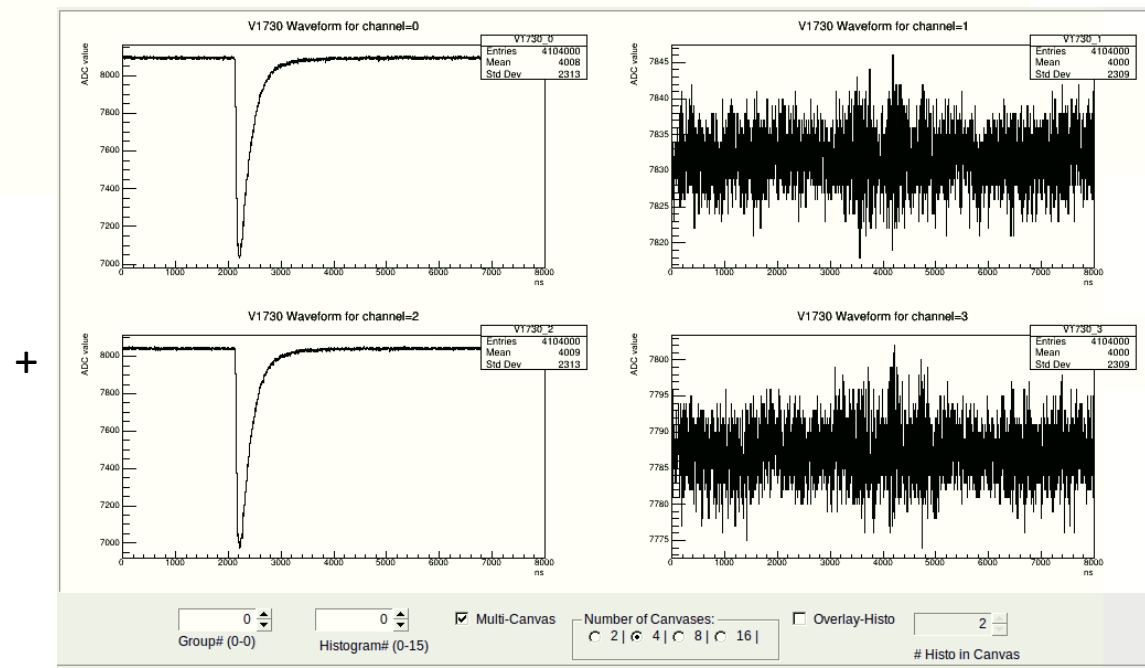 V1730 Waveform for channel=0
ADC value
V1730_0
Entries 4104000
Mean 4008
Std Dev 2313
8000
7800
7600
7400
7200
7000
0 1000 2000 3000 4000 5000 6000 7000 8000
ns
V1730 Waveform for channel=1
ADC value
V1730_1
Entries 4104000
Mean 4000
Std Dev 2309
7845
7840
7835
7830
7825
7820
0 1000 2000 3000 4000 5000 6000 7000 8000
ns
+
V1730 Waveform for channel=2
ADC value
V1730_2
Entries 4104000
Mean 4009
Std Dev 2313
8000
7800
7600
7400
7200
7000
0 1000 2000 3000 4000 5000 6000 7000 8000
ns
V1730 Waveform for channel=3
ADC value
V1730_3
Entries 4104000
Mean 4000
Std Dev 2309
7800
7795
7790
7785
7780
7775
0 1000 2000 3000 4000 5000 6000 7000 8000
ns
0
Group# (0-0)
0
Histogram# (0-15)
Multi-Canvas
Number of Canvases:
2 | 4 | 8 | 16 |
Overlay-Histo
2
# Histo in Canvas